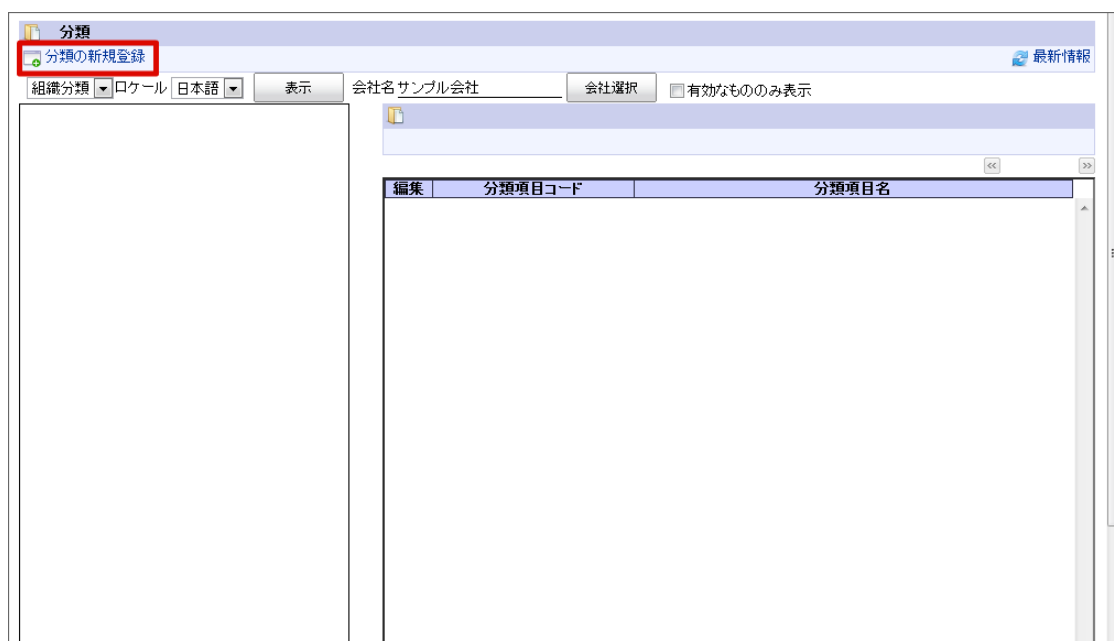 分類
分類の新規登録 最新情報
組織分類 ロケール 日本語 表示 会社名 サンプル会社 会社選択 有効なもののみ表示
<< >>
編集 分類項目コード 分類項目名